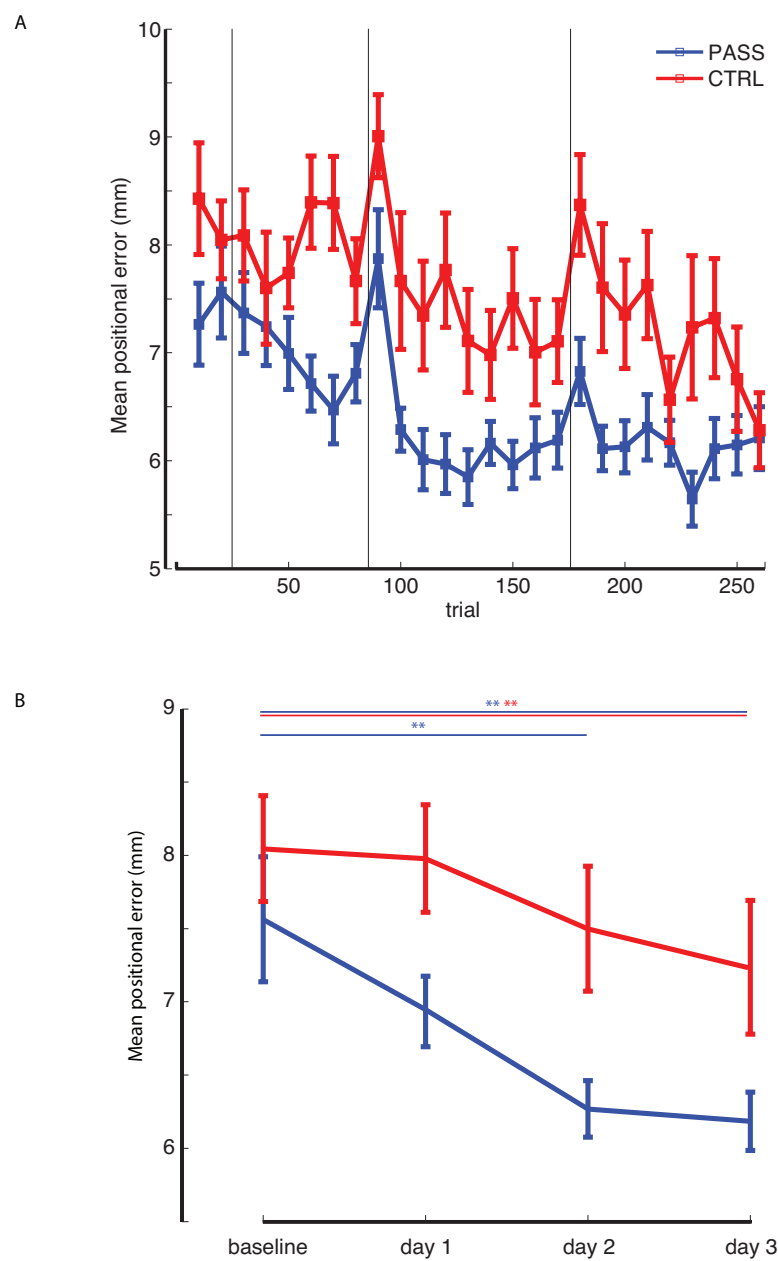 A
10
PASS
CTRL
9
8
7
6
5
Mean positional error (mm)
50 100 150 200 250
trial
B
9
** **
**
8
7
6
Mean positional error (mm)
baseline day 1 day 2 day 3